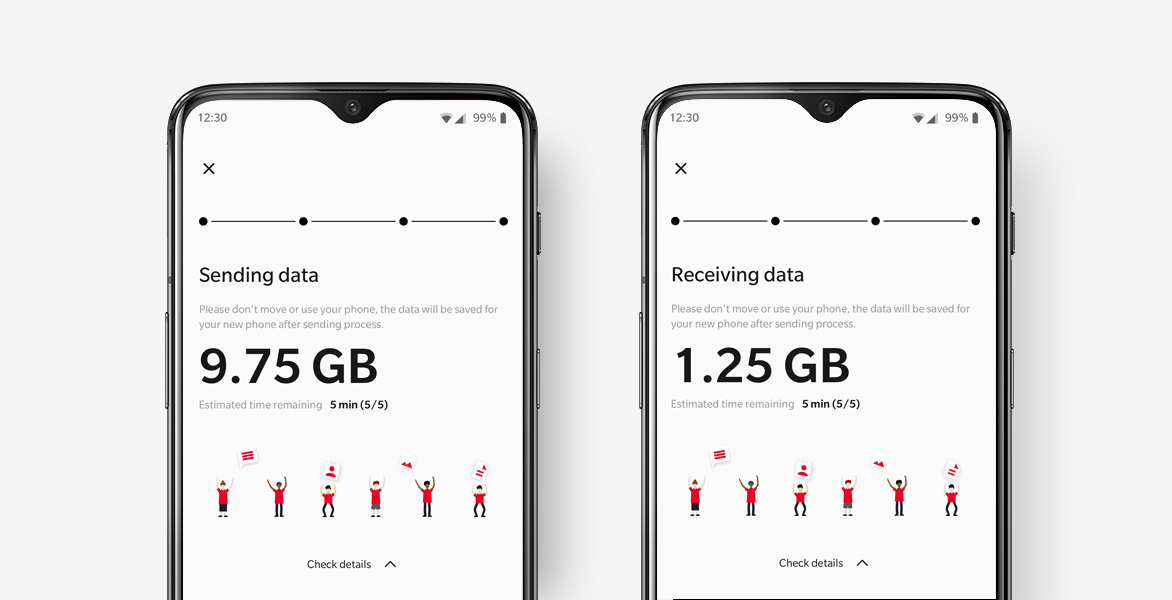 12:30 99%
Sending data
Please don't move or use your phone, the data will be saved for
your new phone after sending process.
9.75 GB
Estimated time remaining 5 min (5/5)
Check details
12:30 99%
Receiving data
Please don't move or use your phone, the data will be saved for
your new phone after sending process.
1.25 GB
Estimated time remaining 5 min (5/5)
Check details